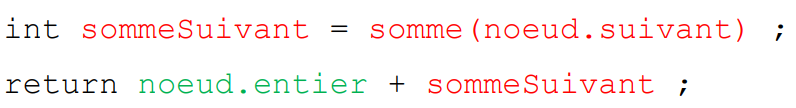 int sommeSuivant = somme(noeud.suivant) ;
return noeud.entier + sommeSuivant ;